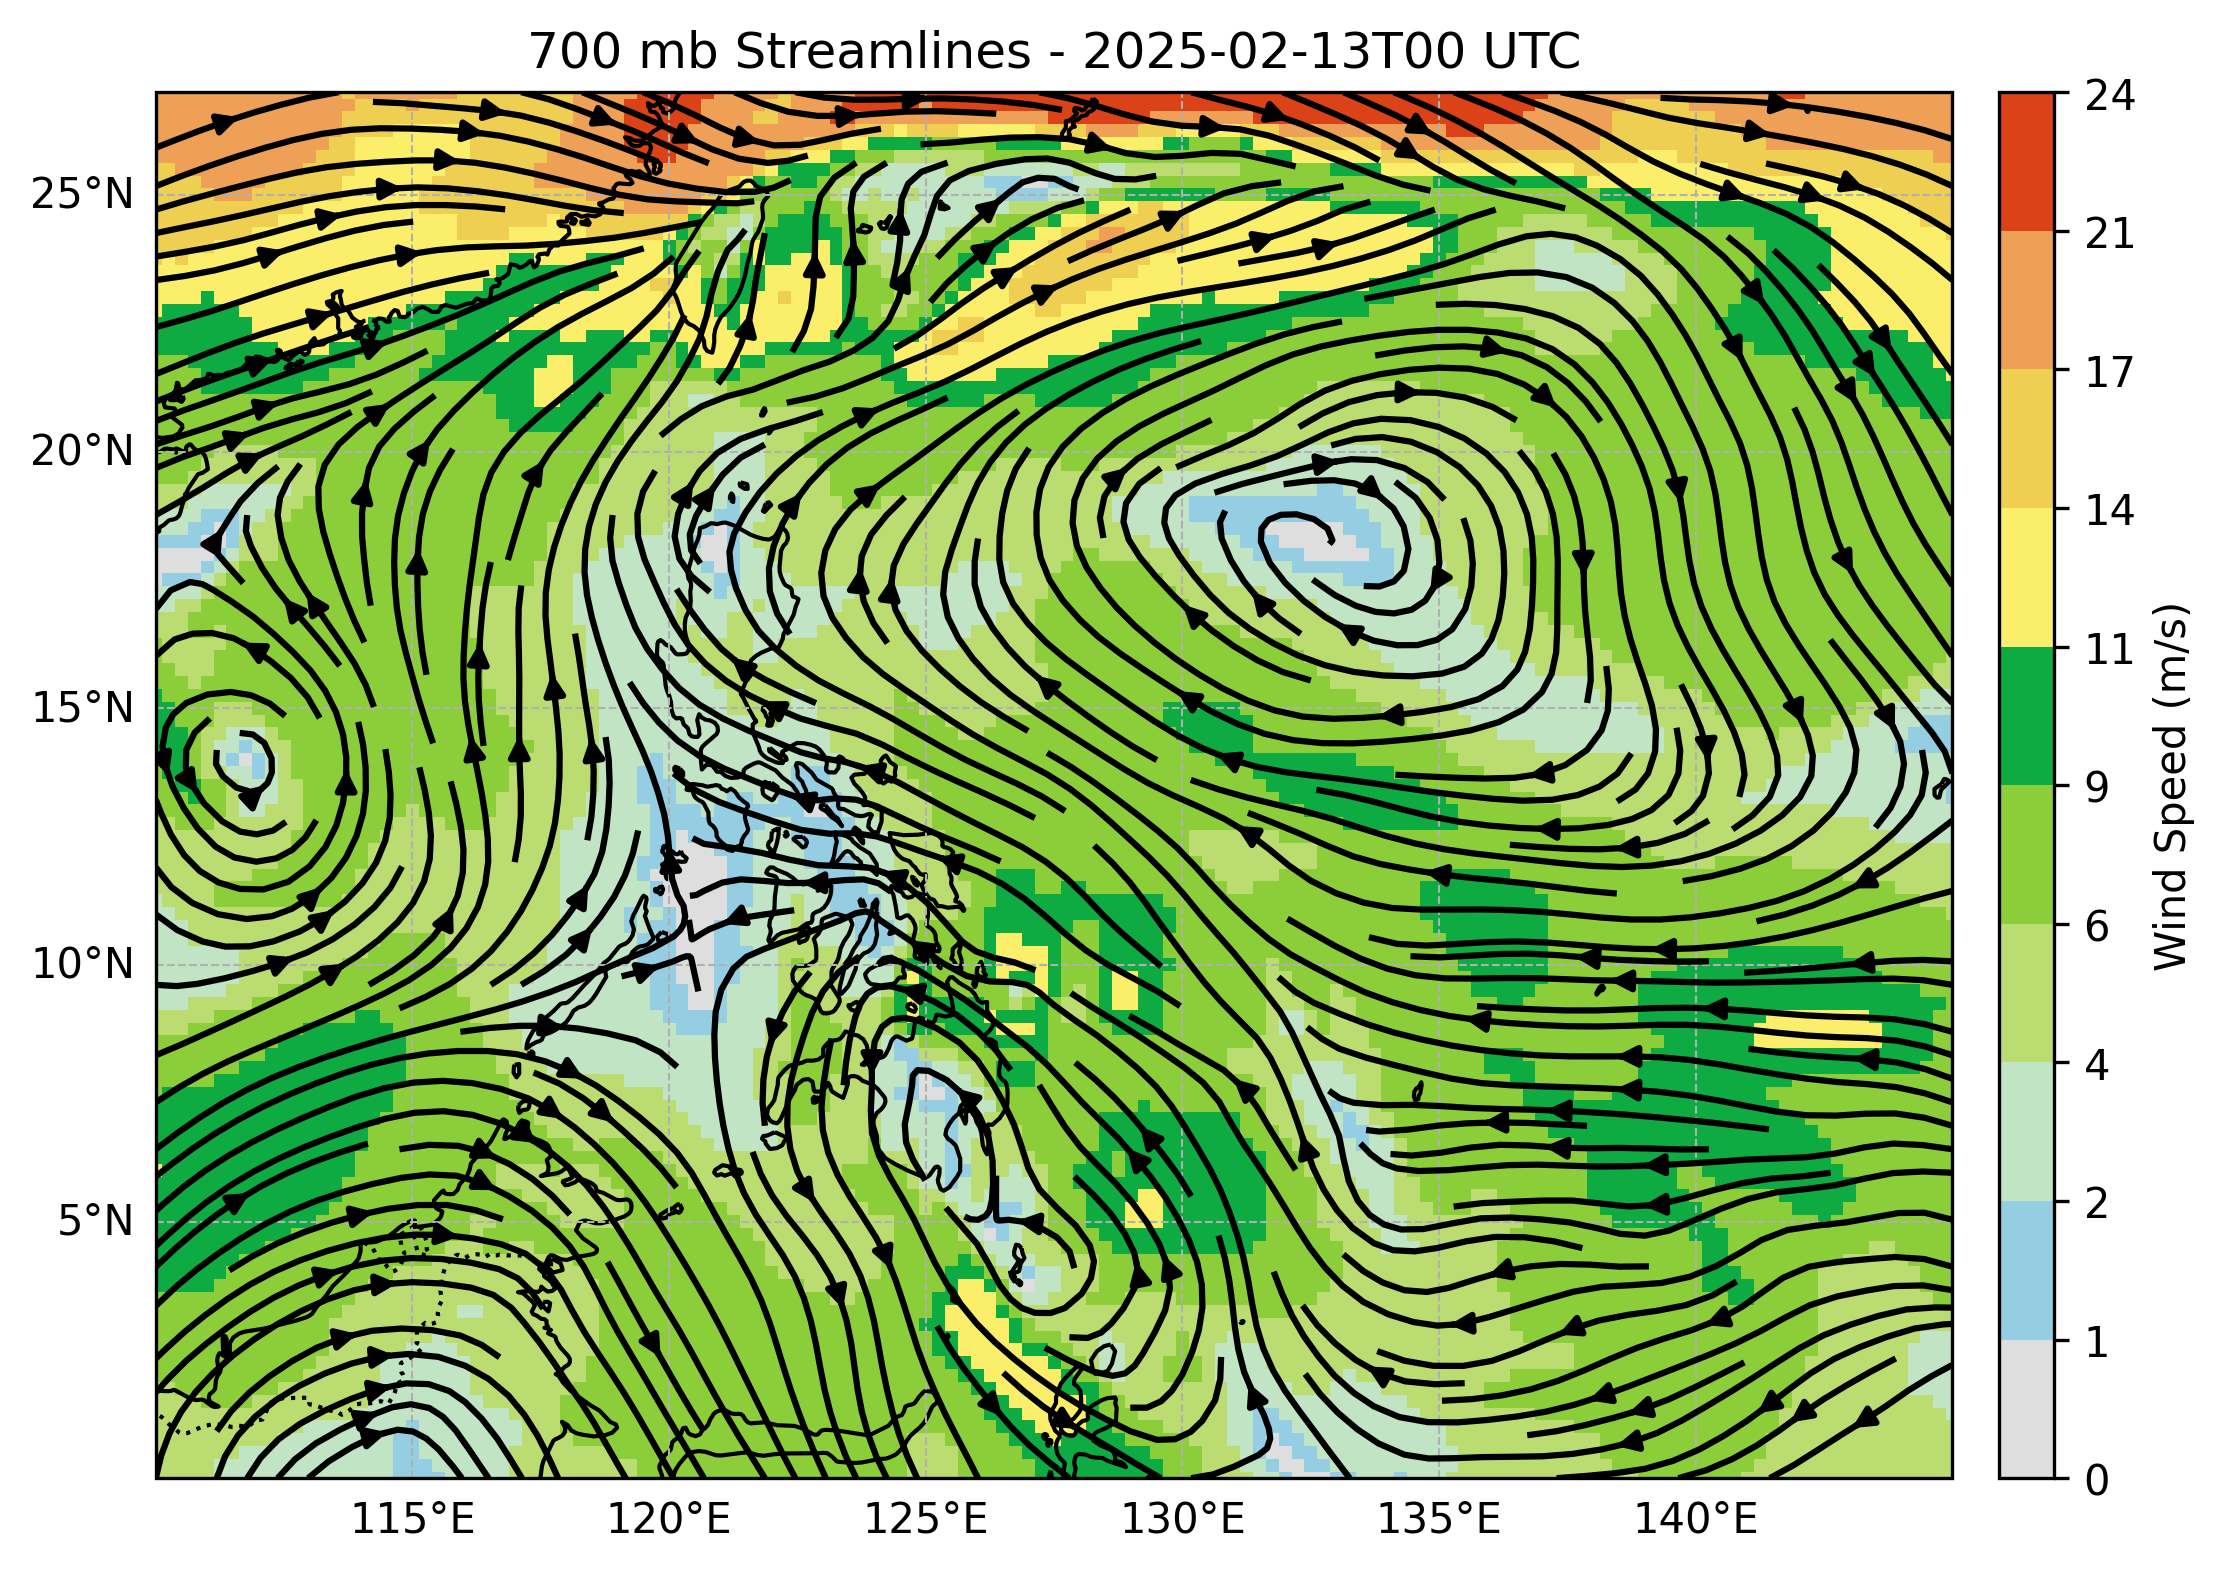 700 mb Streamlines - 2025-02-13T00 UTC
25°N
20°N
15°N
10°N
5°N
115°E
120°E
125°E
130°E
135°E
140°E
24
21
17
14
11
9
6
4
2
1
0
Wind Speed (m/s)